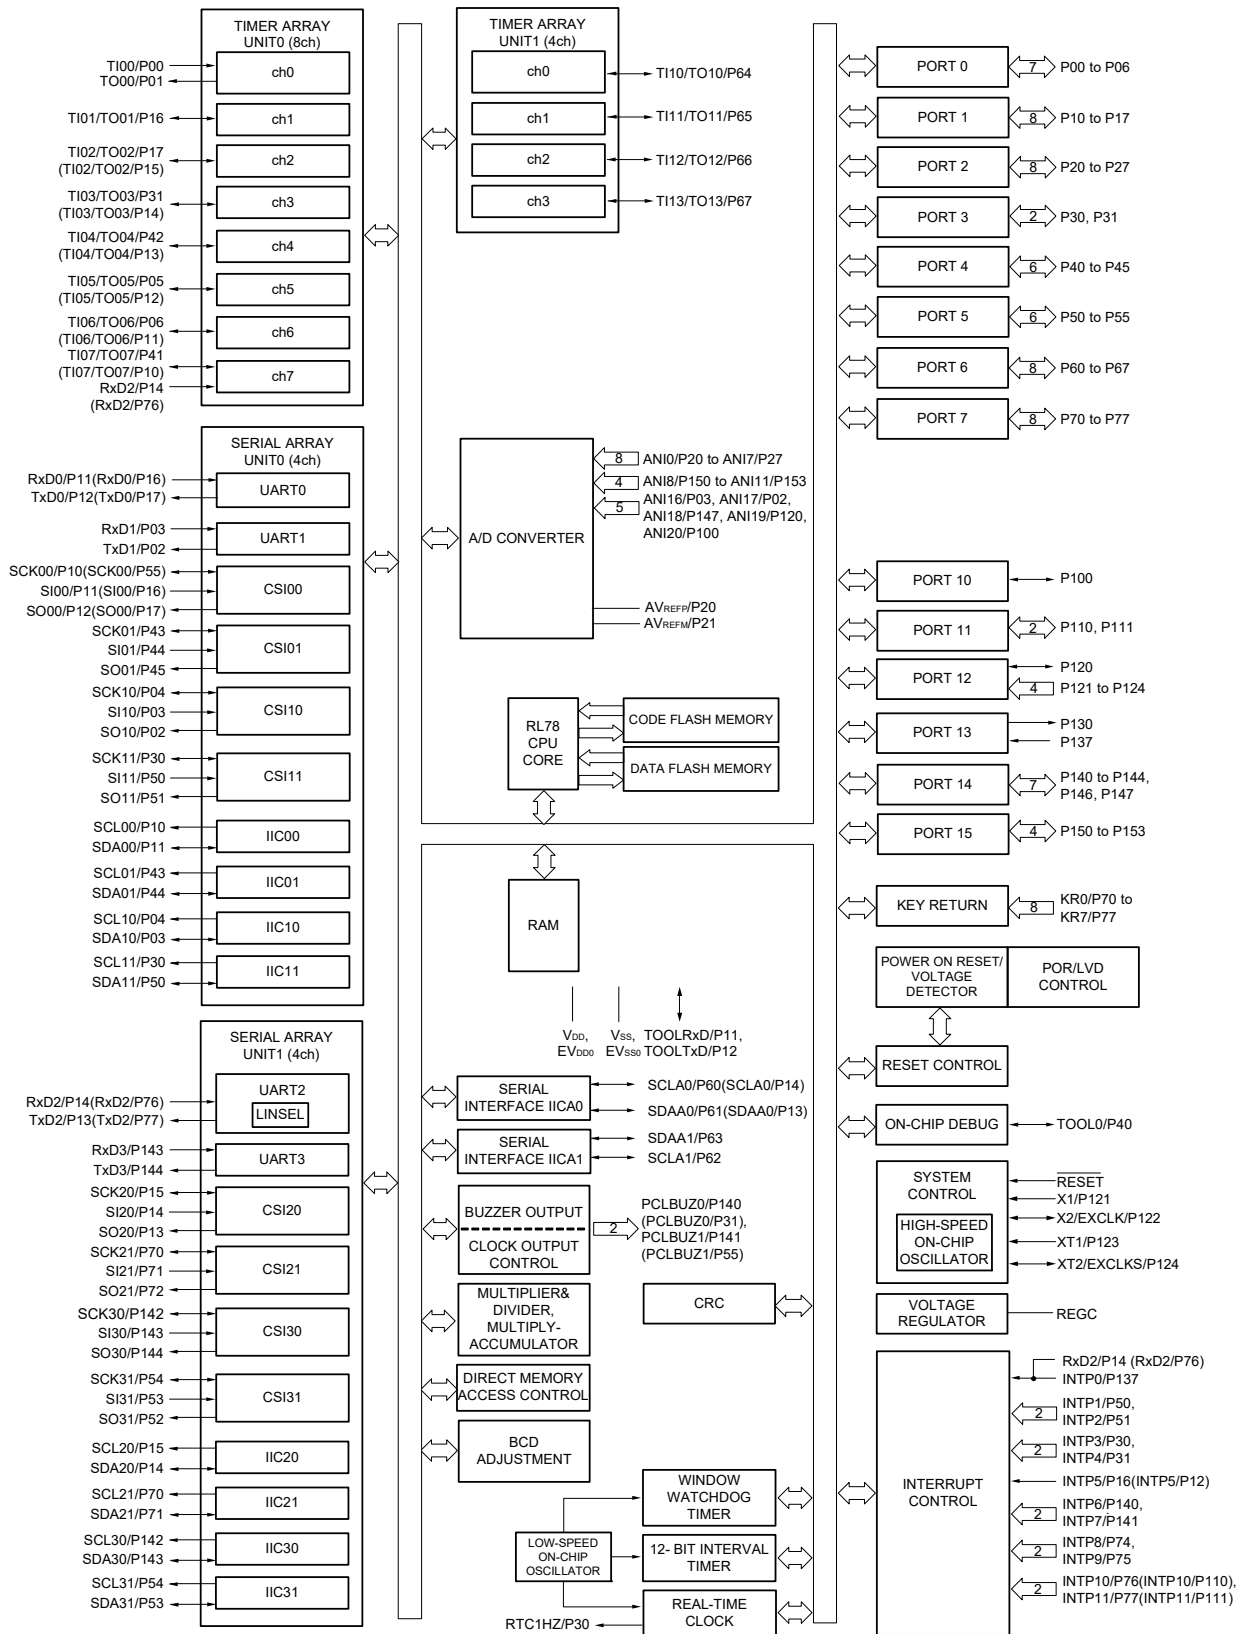 TIMER ARRAY
UNIT0 (8ch)
TI00/P00
TO00/P01
ch0
TI01/TO01/P16
ch1
TI02/TO02/P17
(TI02/TO02/P15)
ch2
TI03/TO03/P31
(TI03/TO03/P14)
ch3
TI04/TO04/P42
(TI04/TO04/P13)
ch4
TI05/TO05/P05
(TI05/TO05/P12)
ch5
TI06/TO06/P06
(TI06/TO06/P11)
ch6
TI07/TO07/P41
(TI07/TO07/P10)
RxD2/P14
(RxD2/P76)
ch7
SERIAL ARRAY
UNIT0 (4ch)
RxD0/P11(RxD0/P16)
TxD0/P12(TxD0/P17)
UART0
RxD1/P03
TxD1/P02
UART1
SCK00/P10(SCK00/P55)
SI00/P11(SI00/P16)
SO00/P12(SO00/P17)
CSI00
SCK01/P43
SI01/P44
SO01/P45
CSI01
SCK10/P04
SI10/P03
SO10/P02
CSI10
SCK11/P30
SI11/P50
SO11/P51
CSI11
SCL00/P10
SDA00/P11
IIC00
SCL01/P43
SDA01/P44
IIC01
SCL10/P04
SDA10/P03
IIC10
SCL11/P30
SDA11/P50
IIC11
SERIAL ARRAY
UNIT1 (4ch)
RxD2/P14(RxD2/P76)
TxD2/P13(TxD2/P77)
UART2
LINSEL
RxD3/P143
TxD3/P144
UART3
SCK20/P15
SI20/P14
SO20/P13
CSI20
SCK21/P70
SI21/P71
SO21/P72
CSI21
SCK30/P142
SI30/P143
SO30/P144
CSI30
SCK31/P54
SI31/P53
SO31/P52
CSI31
SCL20/P15
SDA20/P14
IIC20
SCL21/P70
SDA21/P71
IIC21
SCL30/P142
SDA30/P143
IIC30
SCL31/P54
SDA31/P53
IIC31
TIMER ARRAY
UNIT1 (4ch)
ch0
TI10/TO10/P64
ch1
TI11/TO11/P65
ch2
TI12/TO12/P66
ch3
TI13/TO13/P67
A/D CONVERTER
8 ANI0/P20 to ANI7/P27
4 ANI8/P150 to ANI11/P153
5 ANI16/P03, ANI17/P02,
ANI18/P147, ANI19/P120,
ANI20/P100
AVREFP/P20
AVREFM/P21
RL78
CPU
CORE
CODE FLASH MEMORY
DATA FLASH MEMORY
RAM
VDD,
EVDD0
VSS,
EVSS0
TOOLRxD/P11,
TOOLTxD/P12
SERIAL
INTERFACE IICA0
SCLA0/P60(SCLA0/P14)
SDAA0/P61(SDAA0/P13)
SERIAL
INTERFACE IICA1
SDAA1/P63
SCLA1/P62
BUZZER OUTPUT
CLOCK OUTPUT
CONTROL
2
PCLBUZ0/P140
(PCLBUZ0/P31),
PCLBUZ1/P141
(PCLBUZ1/P55)
MULTIPLIER&
DIVIDER,
MULTIPLY-
ACCUMULATOR
CRC
DIRECT MEMORY
ACCESS CONTROL
BCD
ADJUSTMENT
WINDOW
WATCHDOG
TIMER
LOW-SPEED
ON-CHIP
OSCILLATOR
12- BIT INTERVAL
TIMER
RTC1HZ/P30
REAL-TIME
CLOCK
PORT 0
7 P00 to P06
PORT 1
8 P10 to P17
PORT 2
8 P20 to P27
PORT 3
2 P30, P31
PORT 4
6 P40 to P45
PORT 5
6 P50 to P55
PORT 6
8 P60 to P67
PORT 7
8 P70 to P77
PORT 10
P100
PORT 11
2 P110, P111
PORT 12
P120
4 P121 to P124
PORT 13
P130
P137
PORT 14
7 P140 to P144,
P146, P147
PORT 15
4 P150 to P153
KEY RETURN
8 KR0/P70 to
KR7/P77
POWER ON RESET/
VOLTAGE
DETECTOR
POR/LVD
CONTROL
RESET CONTROL
ON-CHIP DEBUG
TOOL0/P40
SYSTEM
CONTROL
HIGH-SPEED
ON-CHIP
OSCILLATOR
RESET
X1/P121
X2/EXCLK/P122
XT1/P123
XT2/EXCLKS/P124
VOLTAGE
REGULATOR
REGC
INTERRUPT
CONTROL
RxD2/P14 (RxD2/P76)
INTP0/P137
2 INTP1/P50,
INTP2/P51
2 INTP3/P30,
INTP4/P31
INTP5/P16(INTP5/P12)
2 INTP6/P140,
INTP7/P141
2 INTP8/P74,
INTP9/P75
2 INTP10/P76(INTP10/P110),
INTP11/P77(INTP11/P111)